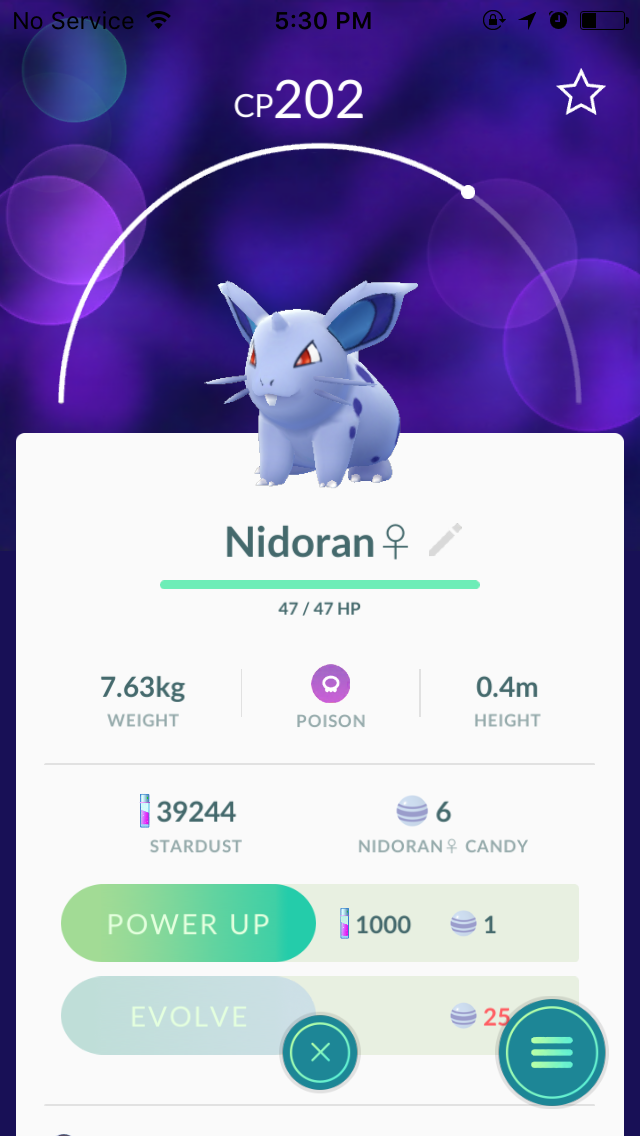 No Service 5:30 PM
CP202
Nidoran♀
47 / 47 HP
7.63kg 0.4m
WEIGHT POISON HEIGHT
39244 6
STARDUST NIDORAN♀ CANDY
POWER UP 1000 1
EVOLVE 25